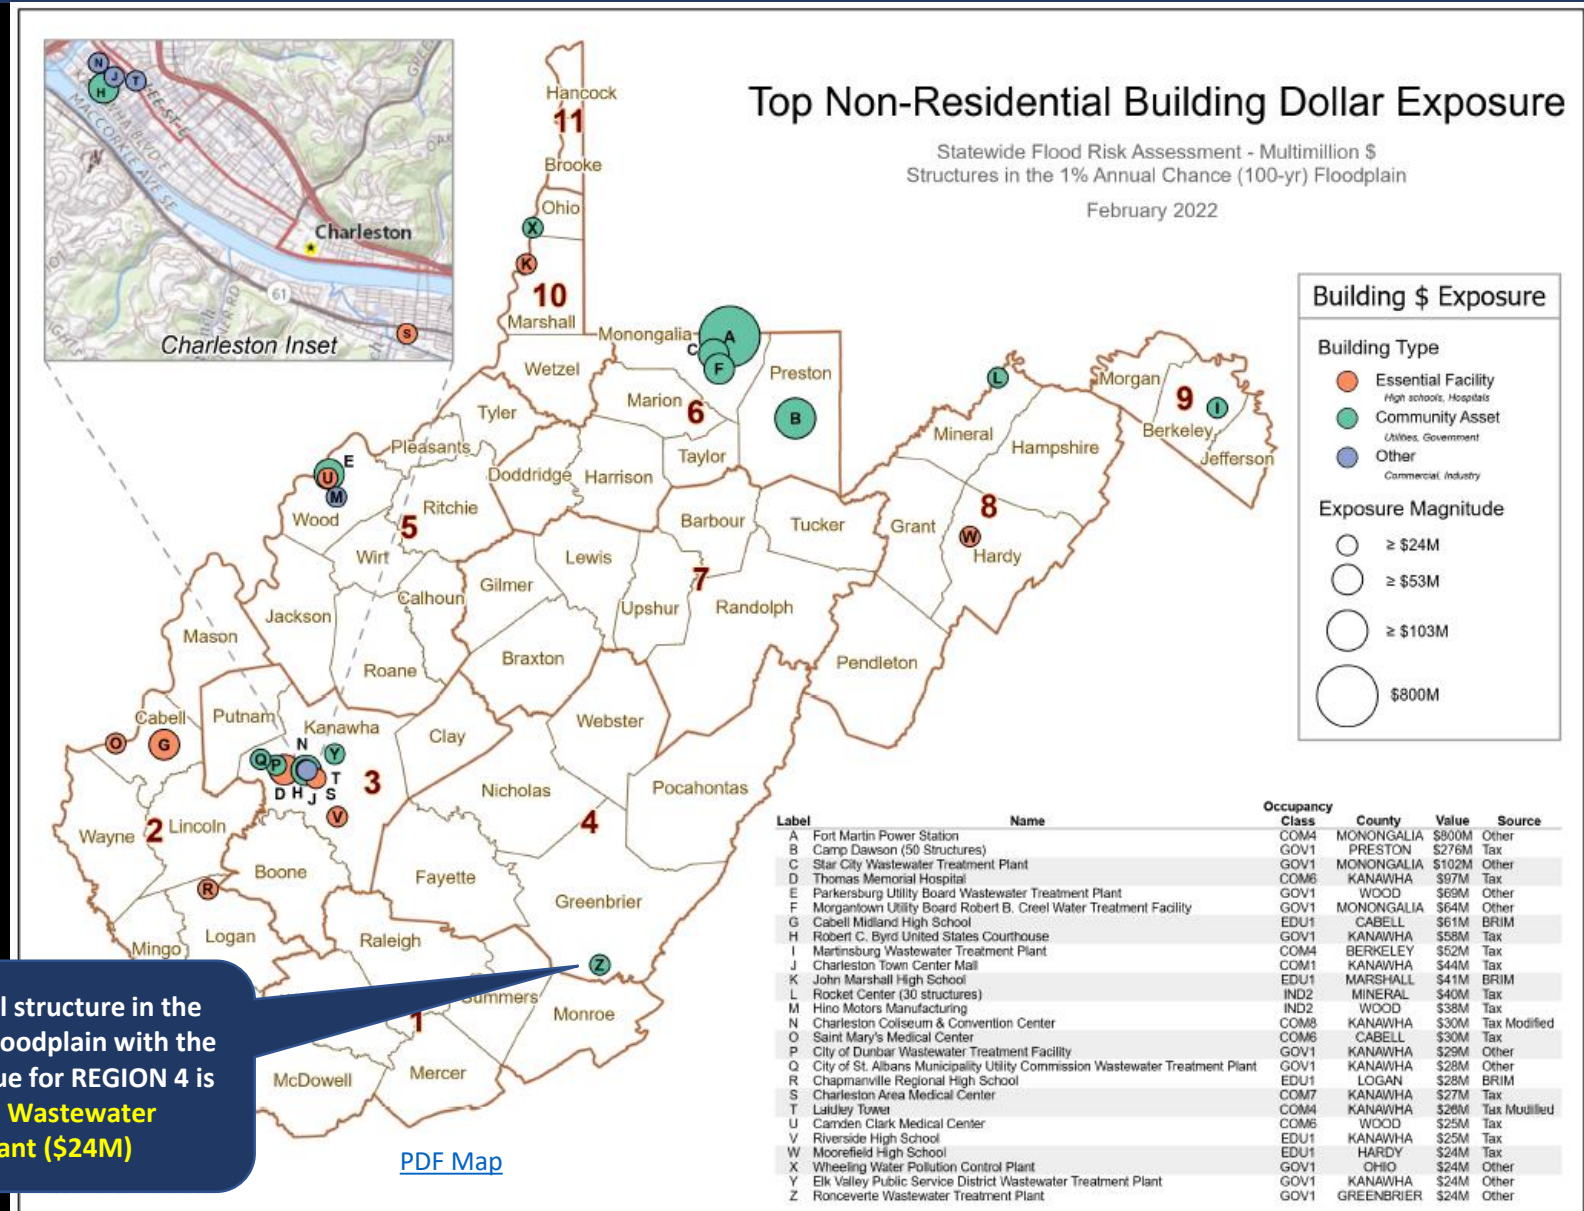 Top Non-Residential Building Dollar Exposure
Statewide Flood Risk Assessment - Multimillion $
Structures in the 1% Annual Chance (100-yr) Floodplain
February 2022
N
J
T
H
MACCORKLE AVE SE
Charleston
61
S
Charleston Inset
Hancock
11
Brooke
Ohio
X
K
10
Marshall
Monongalia
A
C
F
Wetzel
Preston
B
Marion
6
Tyler
Taylor
Pleasants
Doddridge
Harrison
E
U
M
Wood
Ritchie
5
Wirt
Barbour
Tucker
Grant
8
W
Hardy
L
Mineral
Hampshire
Morgan
9
I
Berkeley
Jefferson
Lewis
7
Gilmer
Calhoun
Upshur
Randolph
Jackson
Mason
Roane
Braxton
Pendleton
Webster
Cabell
Putnam
Kanawha
Clay
O
G
N
Q
P
Y
T
D
H
J
S
3
V
Nicholas
Pocahontas
4
Wayne
2
Lincoln
Boone
Fayette
Greenbrier
R
Logan
Mingo
Raleigh
Z
Summers
Monroe
1
McDowell
Mercer
Building $ Exposure
Building Type
Essential Facility
High schools, Hospitals
Community Asset
Utilities, Government
Other
Commercial, Industry
Exposure Magnitude
≥ $24M
≥ $53M
≥ $103M
$800M
l structure in the
oodplain with the
ue for REGION 4 is
Wastewater
ant ($24M)
PDF Map
Label Name Occupancy Class County Value Source
A Fort Martin Power Station COM4 MONONGALIA $800M Other
B Camp Dawson (50 Structures) GOV1 PRESTON $276M Tax
C Star City Wastewater Treatment Plant GOV1 MONONGALIA $102M Other
D Thomas Memorial Hospital COM6 KANAWHA $97M Tax
E Parkersburg Utility Board Wastewater Treatment Plant GOV1 WOOD $69M Other
F Morgantown Utility Board Robert B. Creel Water Treatment Facility GOV1 MONONGALIA $64M Other
G Cabell Midland High School EDU1 CABELL $61M BRIM
H Robert C. Byrd United States Courthouse GOV1 KANAWHA $58M Tax
I Martinsburg Wastewater Treatment Plant COM4 BERKELEY $52M Tax
J Charleston Town Center Mall COM1 KANAWHA $44M Tax
K John Marshall High School EDU1 MARSHALL $41M BRIM
L Rocket Center (30 structures) IND2 MINERAL $40M Tax
M Hino Motors Manufacturing IND2 WOOD $38M Tax
N Charleston Coliseum & Convention Center COM8 KANAWHA $30M Tax Modified
O Saint Mary's Medical Center COM6 CABELL $30M Tax
P City of Dunbar Wastewater Treatment Facility GOV1 KANAWHA $29M Other
Q City of St. Albans Municipality Utility Commission Wastewater Treatment Plant GOV1 KANAWHA $28M Other
R Chapmanville Regional High School EDU1 LOGAN $28M BRIM
S Charleston Area Medical Center COM7 KANAWHA $27M Tax
T Laidley Tower COM4 KANAWHA $26M Tax Modified
U Camden Clark Medical Center COM6 WOOD $25M Tax
V Riverside High School EDU1 KANAWHA $25M Tax
W Moorefield High School EDU1 HARDY $24M Tax
X Wheeling Water Pollution Control Plant GOV1 OHIO $24M Other
Y Elk Valley Public Service District Wastewater Treatment Plant GOV1 KANAWHA $24M Other
Z Ronceverte Wastewater Treatment Plant GOV1 GREENBRIER $24M Other